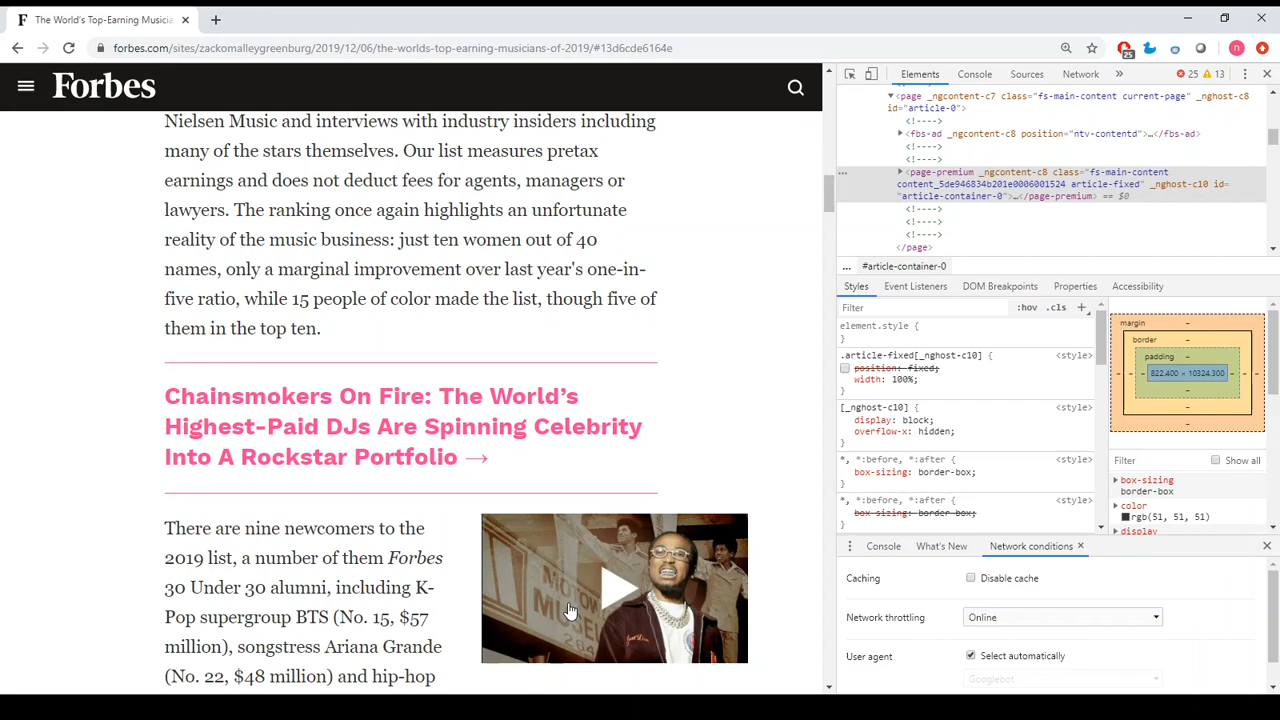 F The World's Top-Earning Musicia
forbes.com/sites/zackomalleygreenburg/2019/12/06/the-worlds-top-earning-musicians-of-2019/#13d6cde6164e
25
n
Forbes
Nielsen Music and interviews with industry insiders including
many of the stars themselves. Our list measures pretax
earnings and does not deduct fees for agents, managers or
lawyers. The ranking once again highlights an unfortunate
reality of the music business: just ten women out of 40
names, only a marginal improvement over last year's one-in-
five ratio, while 15 people of color made the list, though five of
them in the top ten.
Chainsmokers On Fire: The World's
Highest-Paid DJs Are Spinning Celebrity
Into A Rockstar Portfolio →
There are nine newcomers to the
2019 list, a number of them Forbes
30 Under 30 alumni, including K-
Pop supergroup BTS (No. 15, $57
million), songstress Ariana Grande
(No. 22, $48 million) and hip-hop
MOTOWN
MUSEUM
264
Elements Console Sources Network » 25 13
<page _ngcontent-c7 class="fs-main-content current-page" _nghost-c8
id="article-0">
<!---->
<fbs-ad _ngcontent-c8 position="ntv-contentd">…</fbs-ad>
<!---->
<!---->
<page-premium _ngcontent-c8 class="fs-main-content
content_5de946834b201e0006001524 article-fixed" _nghost-c10 id=
"article-container-0">…</page-premium> == $0
<!---->
<!---->
<!---->
</page>
... #article-container-0
Styles Event Listeners DOM Breakpoints Properties Accessibility
Filter :hov .cls +
element.style {
}
.article-fixed[_nghost-c10] { <style>
position: fixed;
width: 100%;
}
[_nghost-c10] { <style>
display: block;
overflow-x: hidden;
}
*, *:before, *:after { <style>
box-sizing: border-box;
}
*, *:before, *:after { <style>
box-sizing: border-box;
margin –
border –
padding –
822.400 × 10324.300
Filter Show all
box-sizing
border-box
color
rgb(51, 51, 51)
display
Console What's New Network conditions ×
Caching Disable cache
Network throttling Online
User agent Select automatically
Googlebot